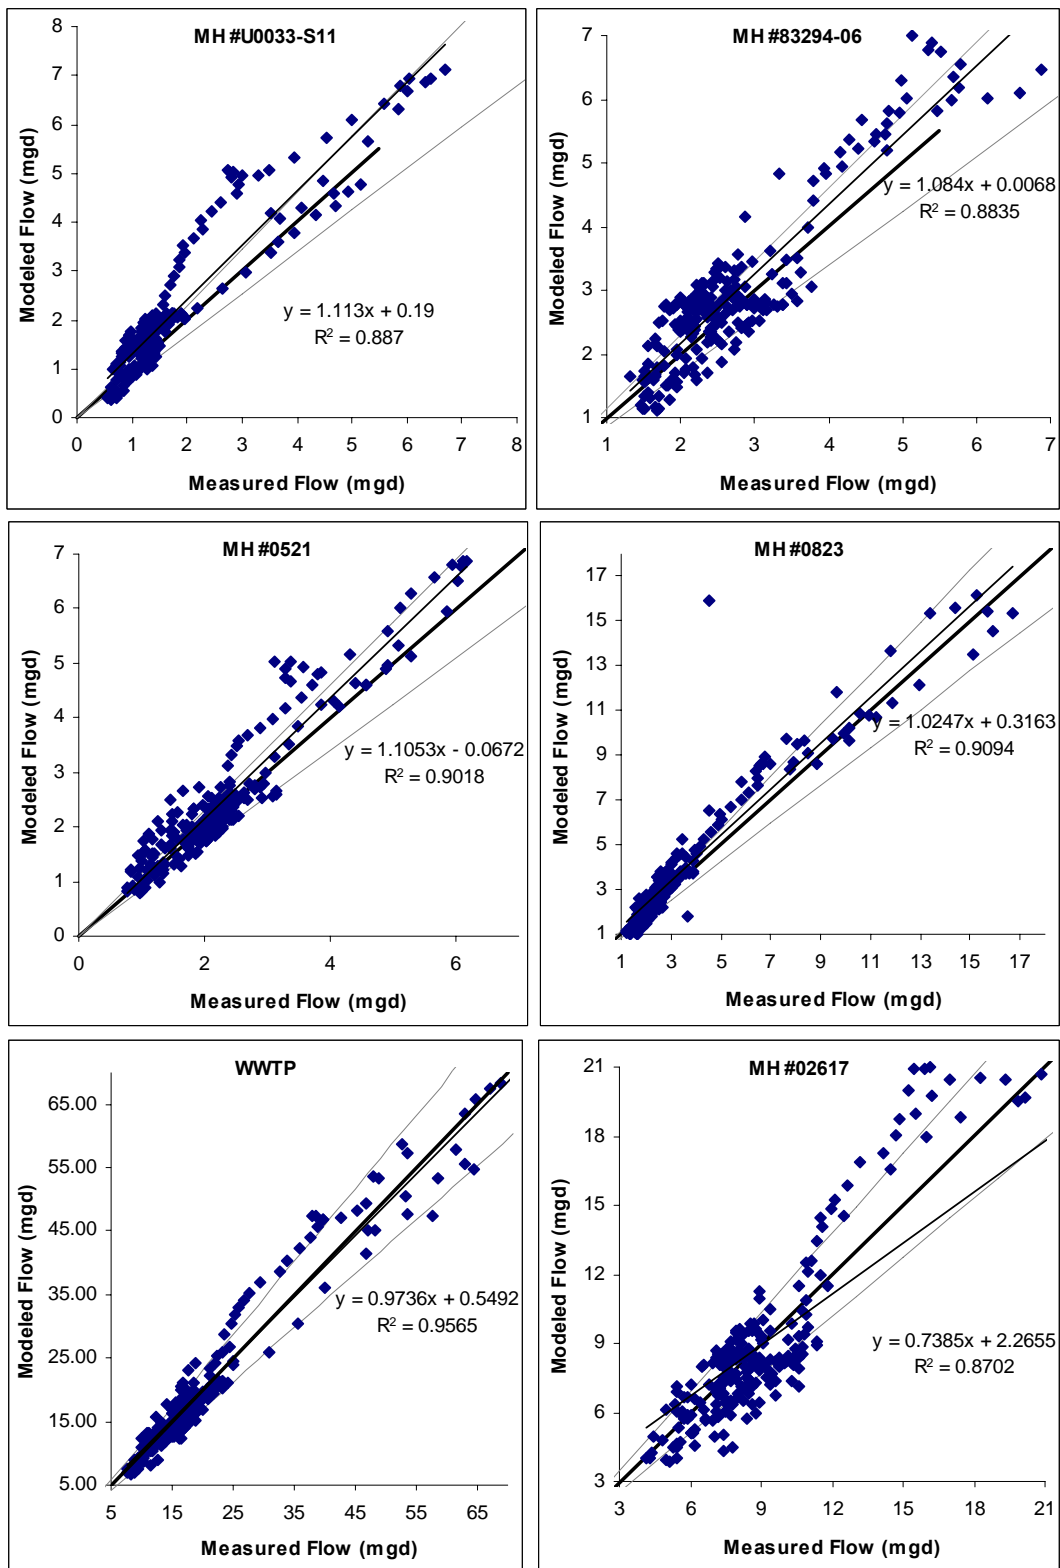 MH #U0033-S11
8
7
6
5
4
3
2
1
0
Modeled Flow (mgd)
y = 1.113x + 0.19
R² = 0.887
0 1 2 3 4 5 6 7 8
Measured Flow (mgd)
MH #83294-06
7
6
5
4
3
2
1
Modeled Flow (mgd)
y = 1.084x + 0.0068
R² = 0.8835
1 2 3 4 5 6 7
Measured Flow (mgd)
MH #0521
7
6
5
4
3
2
1
0
Modeled Flow (mgd)
y = 1.1053x - 0.0672
R² = 0.9018
0 2 4 6
Measured Flow (mgd)
MH #0823
17
15
13
11
9
7
5
3
1
Modeled Flow (mgd)
y = 1.0247x + 0.3163
R² = 0.9094
1 3 5 7 9 11 13 15 17
Measured Flow (mgd)
WWTP
65.00
55.00
45.00
35.00
25.00
15.00
5.00
Modeled Flow (mgd)
y = 0.9736x + 0.5492
R² = 0.9565
5 15 25 35 45 55 65
Measured Flow (mgd)
MH #02617
21
18
15
12
9
6
3
Modeled Flow (mgd)
y = 0.7385x + 2.2655
R² = 0.8702
3 6 9 12 15 18 21
Measured Flow (mgd)